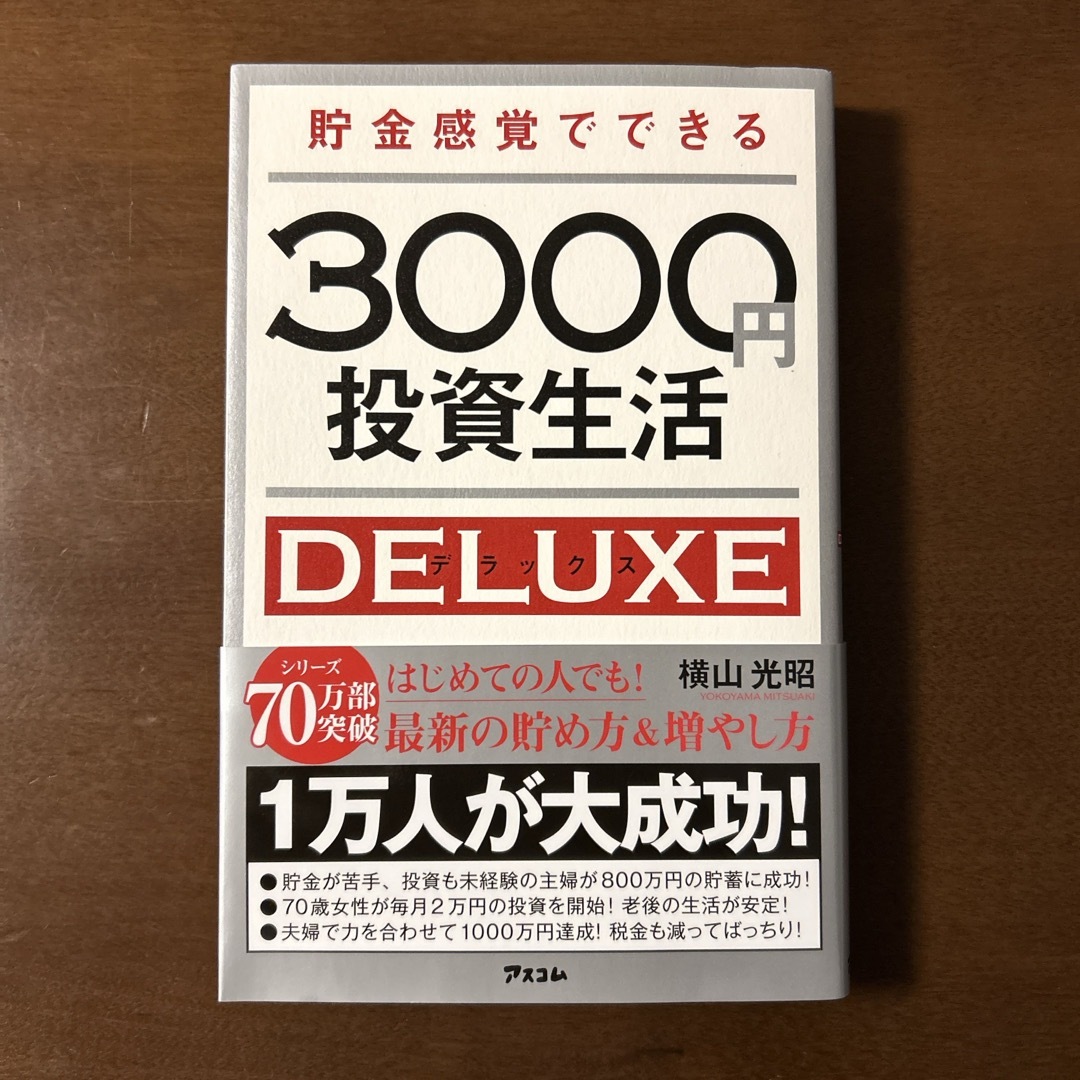 貯金感覚でできる
3000円
投資生活
DELUXE
デラックス
シリーズ
70万部
突破
はじめての人でも!
横山 光昭
YOKOYAMA MITSUAKI
最新の貯め方&増やし方
1万人が大成功!
●貯金が苦手、投資も未経験の主婦が800万円の貯蓄に成功!
●70歳女性が毎月2万円の投資を開始! 老後の生活が安定!
●夫婦で力を合わせて1000万円達成! 税金も減ってばっちり!
アスコム